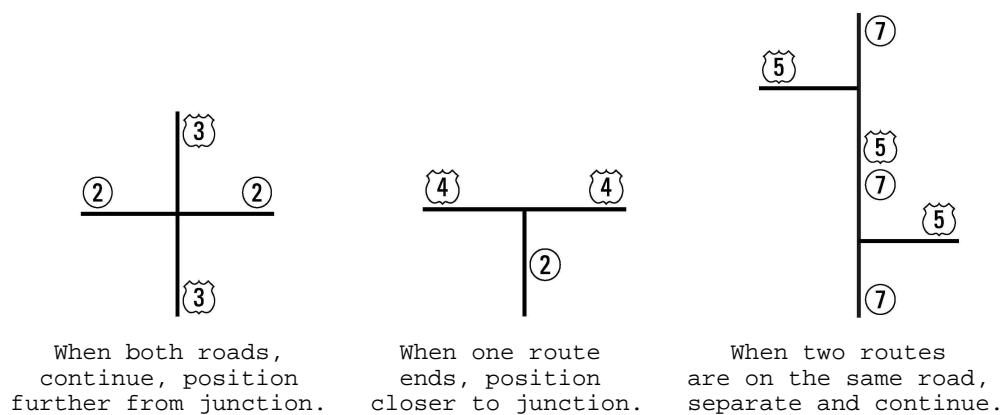 7
5
3
5
7
2
2
4
4
5
2
3
7
When both roads,
continue, position
further from junction.
When one route
ends, position
closer to junction.
When two routes
are on the same road,
separate and continue.